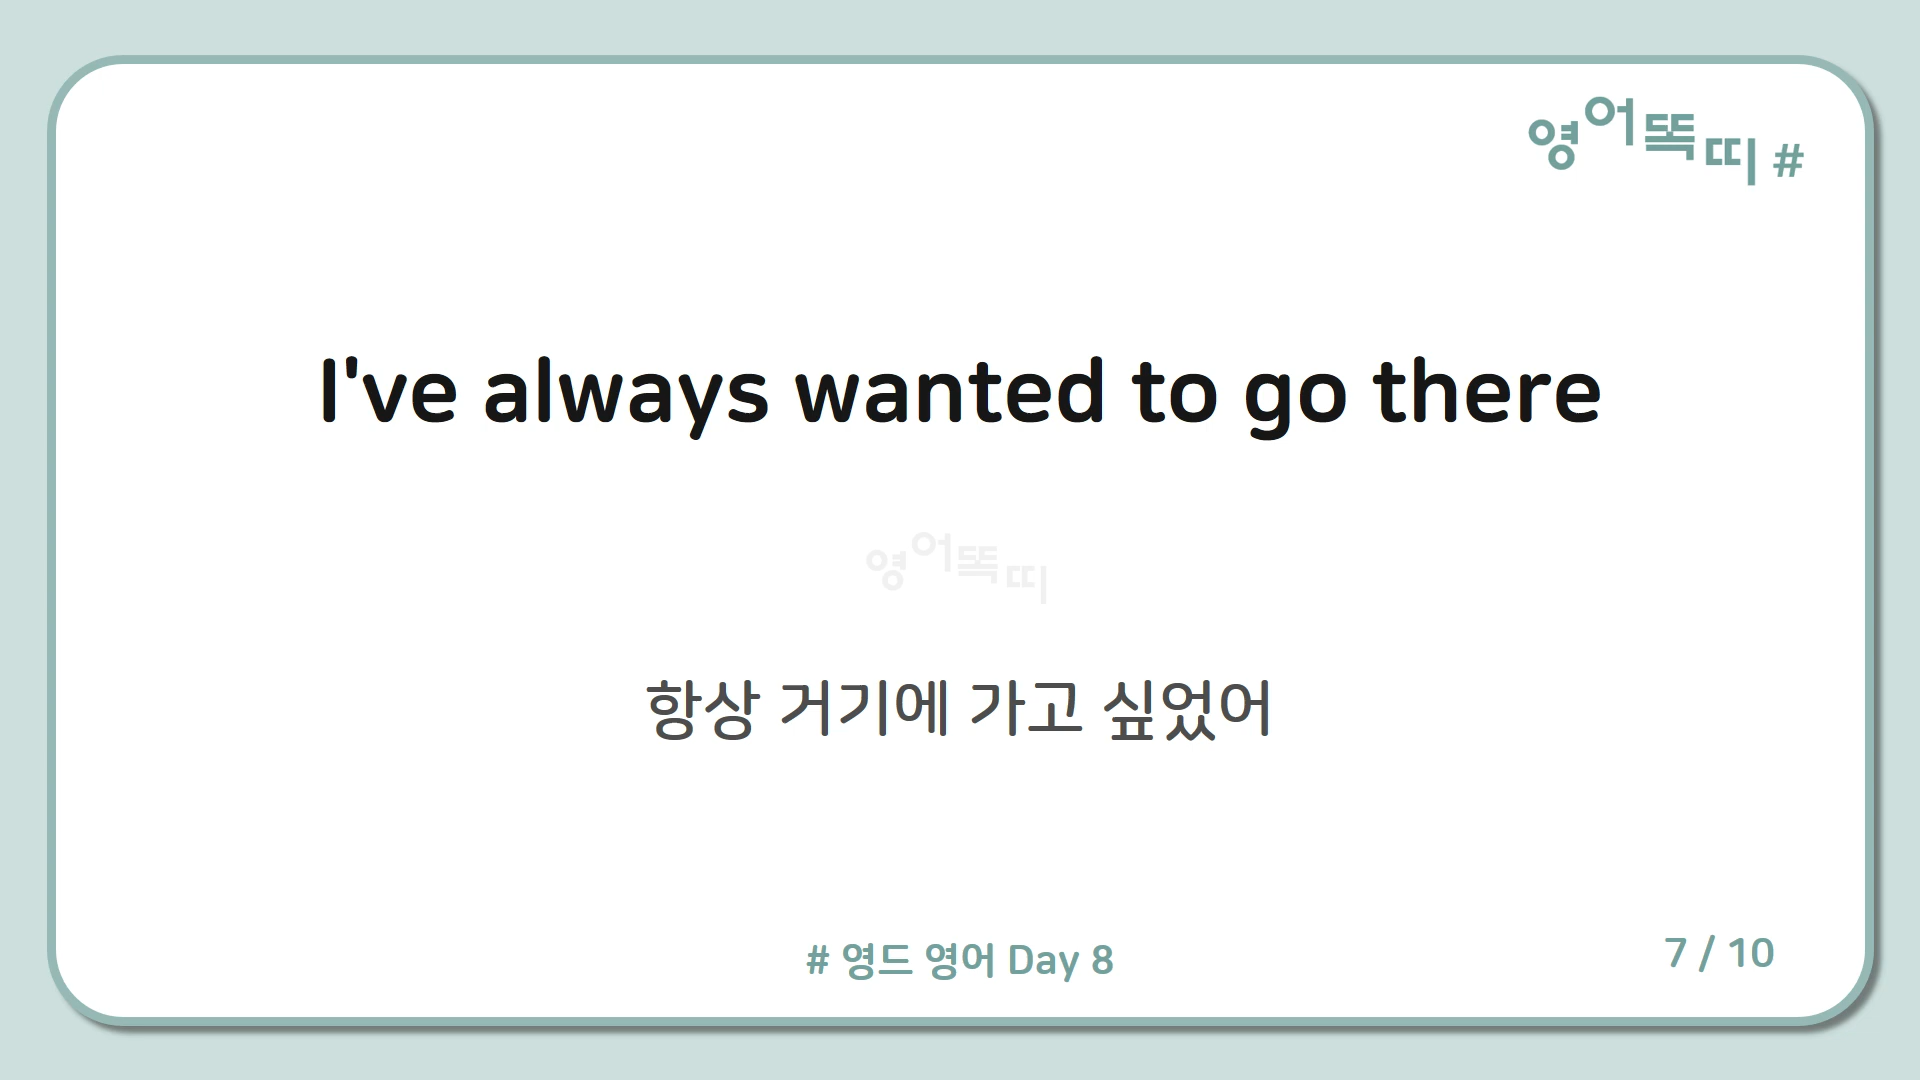 영어똑띠 #
I've always wanted to go there
영어똑띠
항상 거기에 가고 싶었어
# 영드 영어 Day 8
7 / 10